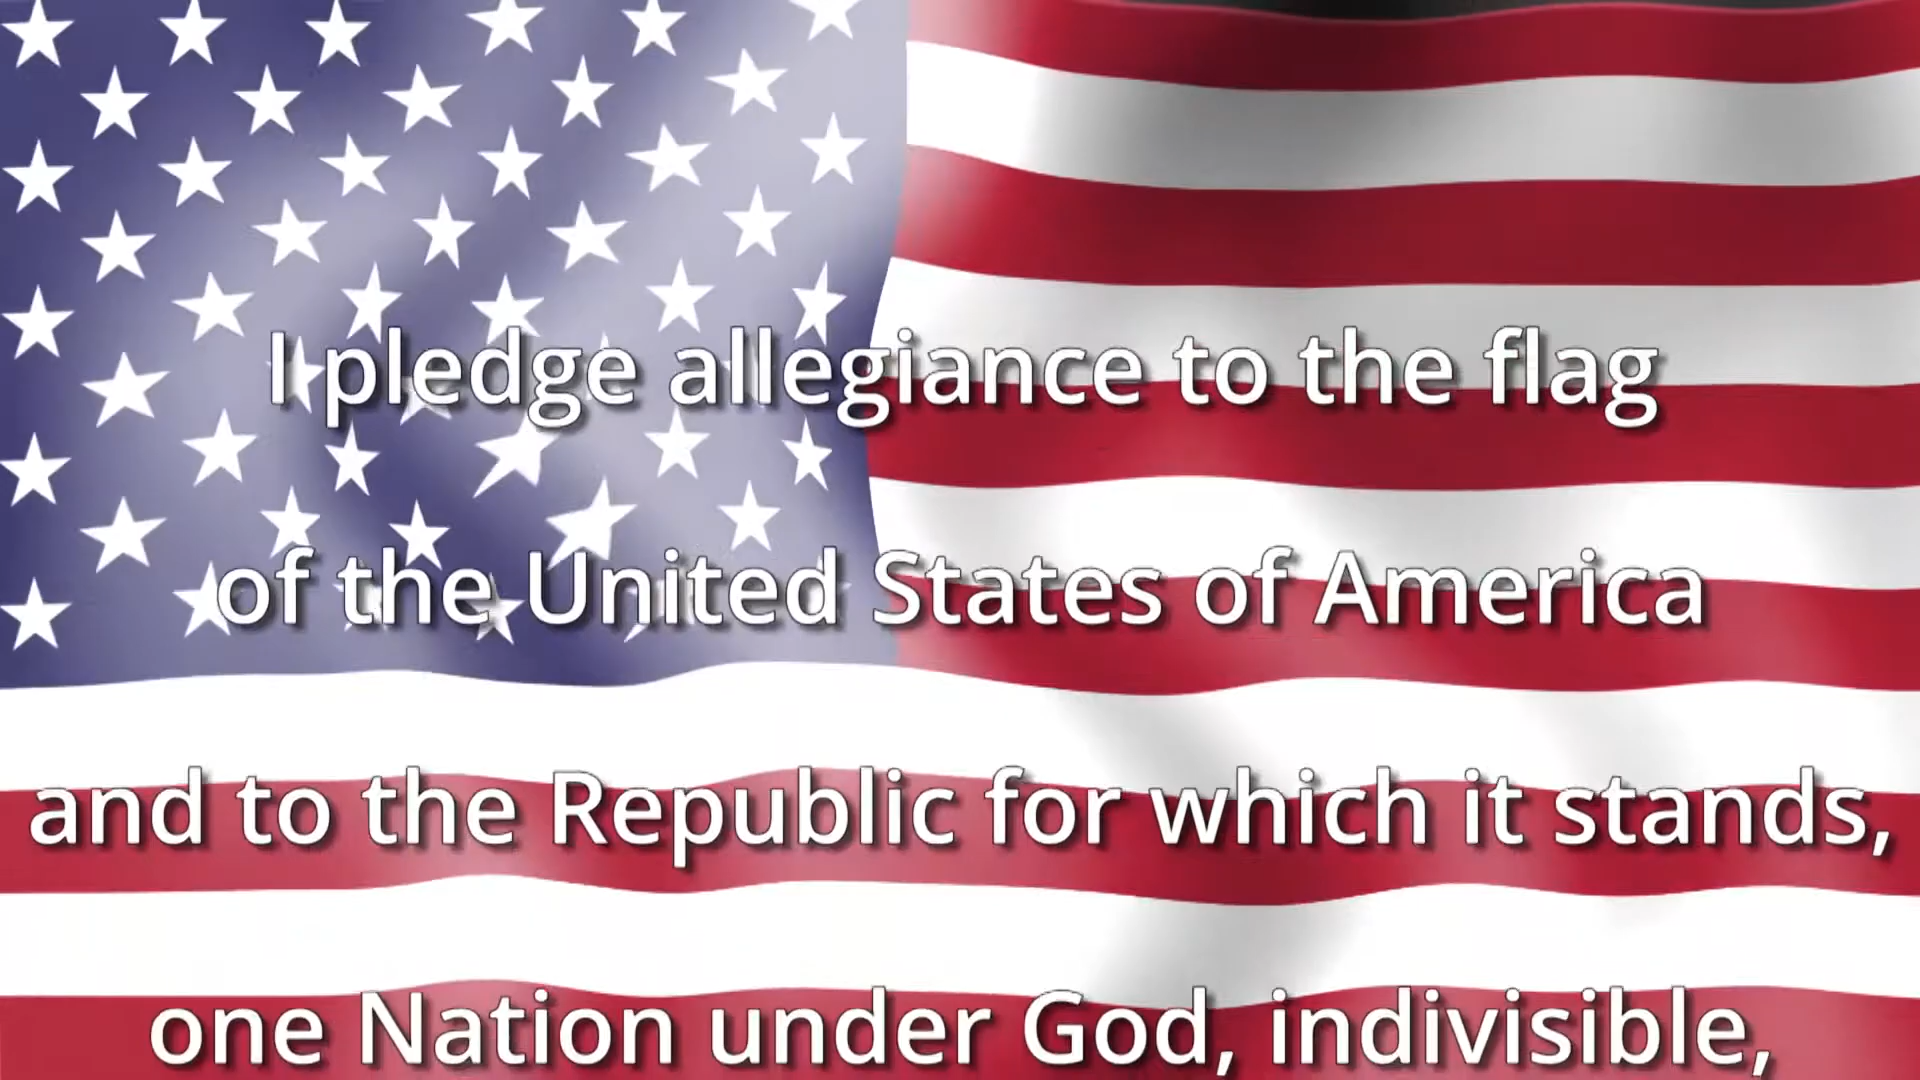 I pledge allegiance to the flag
of the United States of America
and to the Republic for which it stands,
one Nation under God, indivisible,